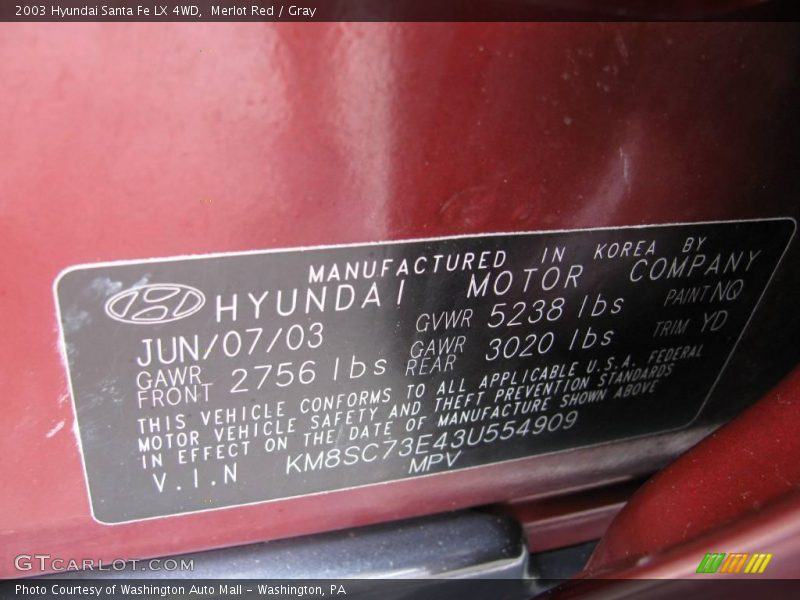 2003 Hyundai Santa Fe LX 4WD, Merlot Red / Gray
MANUFACTURED IN KOREA BY
HYUNDAI MOTOR COMPANY
JUN/07/03 GVWR 5238 lbs PAINT NQ
GAWR FRONT 2756 lbs GAWR REAR 3020 lbs TRIM YD
THIS VEHICLE CONFORMS TO ALL APPLICABLE U.S.A. FEDERAL
MOTOR VEHICLE SAFETY AND THEFT PREVENTION STANDARDS
IN EFFECT ON THE DATE OF MANUFACTURE SHOWN ABOVE
V.I.N KM8SC73E43U554909
MPV
GTCARLOT.COM
Photo Courtesy of Washington Auto Mall - Washington, PA